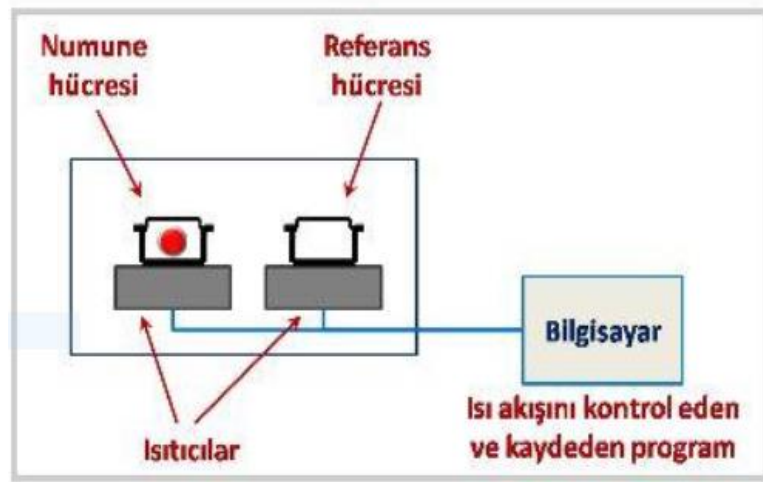 Numune
hücresi
Referans
hücresi
Bilgisayar
Isıtıcılar
Isı akışını kontrol eden
ve kaydeden program